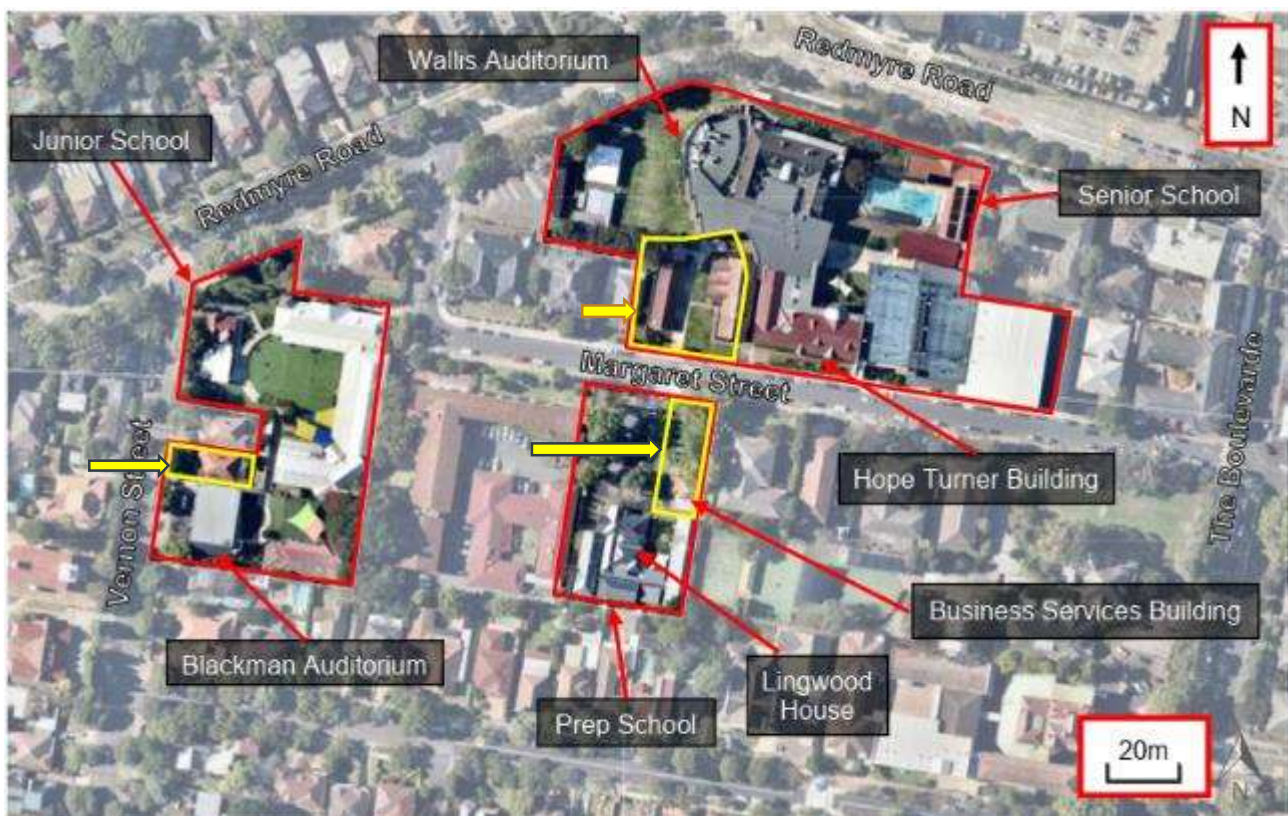 Redmyre Road
Wallis Auditorium
N
Junior School
Redmyre Road
Senior School
Margaret Street
Hope Turner Building
The Boulevarde
Vernon Street
Business Services Building
Blackman Auditorium
Lingwood
House
Prep School
20m
N